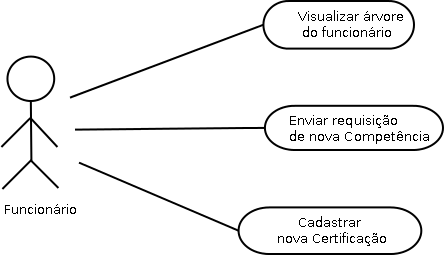 Visualizar árvore
do funcionário
Enviar requisição
de nova Competência
Funcionário
Cadastrar
nova Certificação